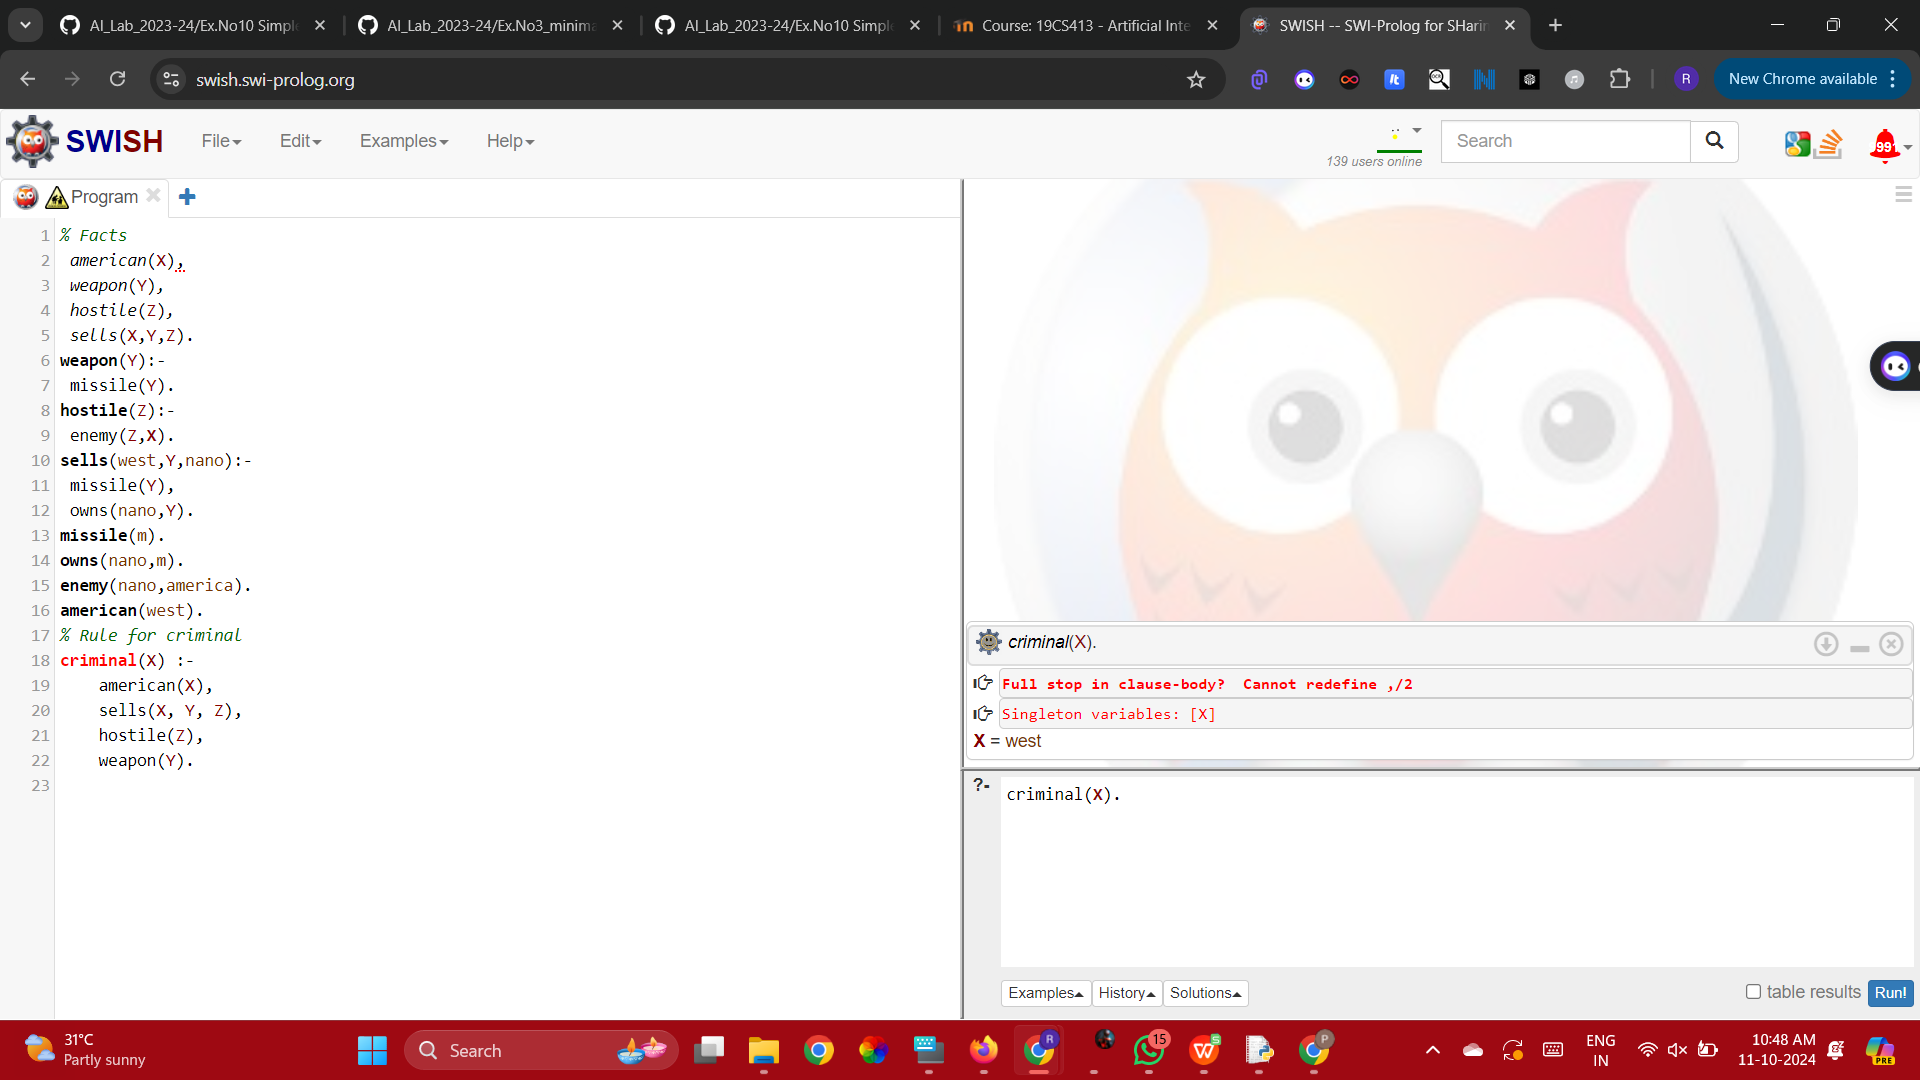 AI_Lab_2023-24/Ex.No10 Simple
AI_Lab_2023-24/Ex.No3_minima
AI_Lab_2023-24/Ex.No10 Simple
Course: 19CS413 - Artificial Inte
SWISH -- SWI-Prolog for SHarin
swish.swi-prolog.org
R
New Chrome available
SWISH
File
Edit
Examples
Help
139 users online
Search
99
Program
1 % Facts
2 american(X),
3 weapon(Y),
4 hostile(Z),
5 sells(X,Y,Z).
6 weapon(Y):-
7 missile(Y).
8 hostile(Z):-
9 enemy(Z,X).
10 sells(west,Y,nano):-
11 missile(Y),
12 owns(nano,Y).
13 missile(m).
14 owns(nano,m).
15 enemy(nano,america).
16 american(west).
17 % Rule for criminal
18 criminal(X) :-
19 american(X),
20 sells(X, Y, Z),
21 hostile(Z),
22 weapon(Y).
23
criminal(X).
Full stop in clause-body?  Cannot redefine ,/2
Singleton variables: [X]
X = west
?- criminal(X).
Examples
History
Solutions
table results
Run!
31°C
Partly sunny
Search
R
15
P
ENG
IN
10:48 AM
11-10-2024
PRE